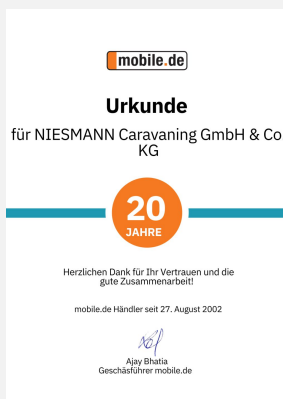 mobile.de
Urkunde
für NIESMANN Caravaning GmbH & Co
KG
20
JAHRE
Herzlichen Dank für Ihr Vertrauen und die
gute Zusammenarbeit!
mobile.de Händler seit 27. August 2002
Ajay Bhatia
Geschäsführer mobile.de